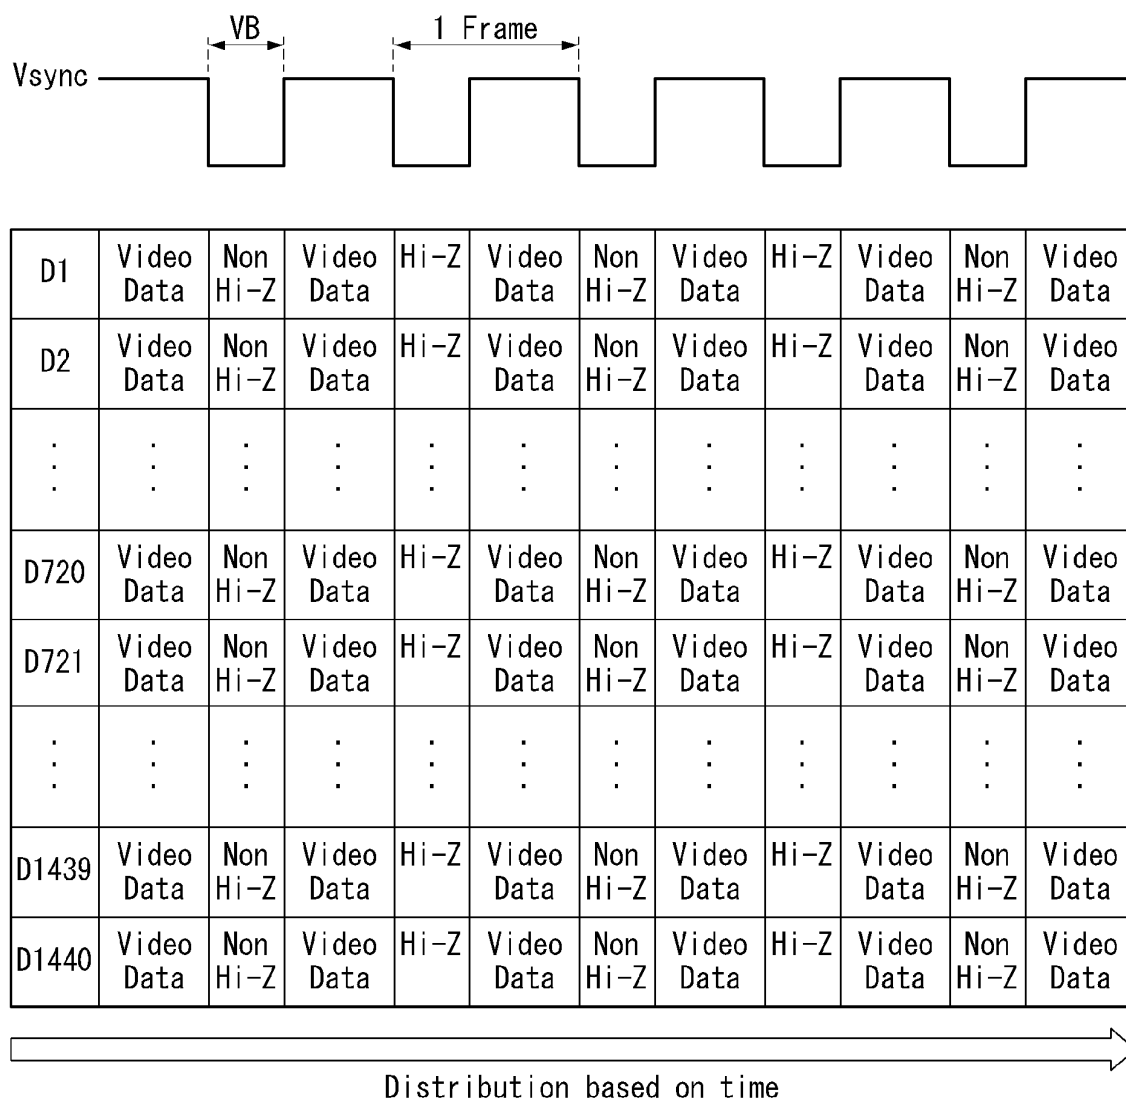 VB
1 Frame
Vsync
D1 Video Data Non Hi-Z Video Data Hi-Z Video Data Non Hi-Z Video Data Hi-Z Video Data Non Hi-Z Video Data
D2 Video Data Non Hi-Z Video Data Hi-Z Video Data Non Hi-Z Video Data Hi-Z Video Data Non Hi-Z Video Data
D720 Video Data Non Hi-Z Video Data Hi-Z Video Data Non Hi-Z Video Data Hi-Z Video Data Non Hi-Z Video Data
D721 Video Data Non Hi-Z Video Data Hi-Z Video Data Non Hi-Z Video Data Hi-Z Video Data Non Hi-Z Video Data
D1439 Video Data Non Hi-Z Video Data Hi-Z Video Data Non Hi-Z Video Data Hi-Z Video Data Non Hi-Z Video Data
D1440 Video Data Non Hi-Z Video Data Hi-Z Video Data Non Hi-Z Video Data Hi-Z Video Data Non Hi-Z Video Data
Distribution based on time